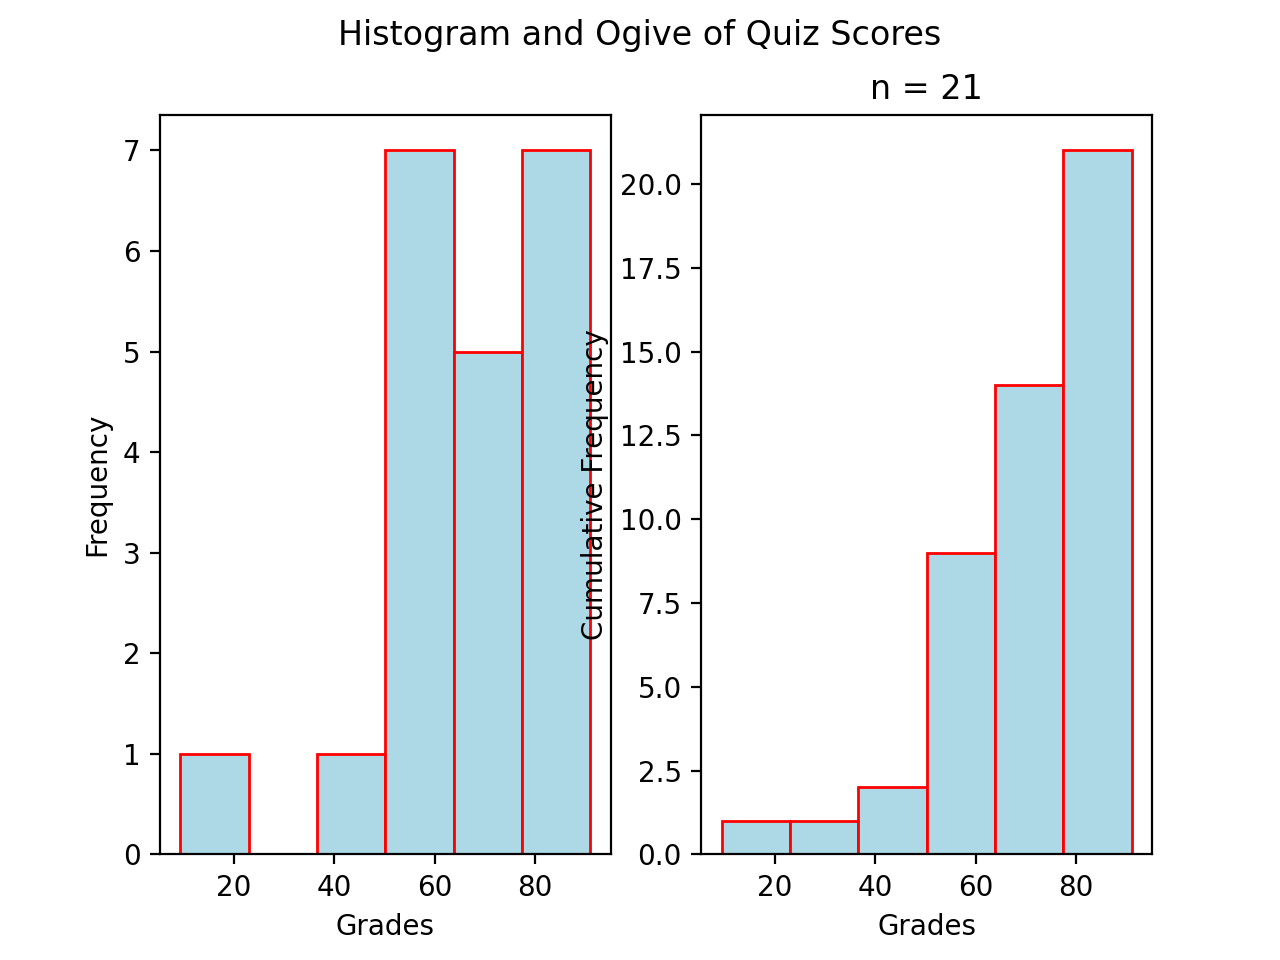 Histogram and Ogive of Quiz Scores
n = 21
7
6
5
4
3
2
1
0
Frequency
20 40 60 80
Grades
20.0
17.5
15.0
12.5
10.0
7.5
5.0
2.5
0.0
Cumulative Frequency
20 40 60 80
Grades